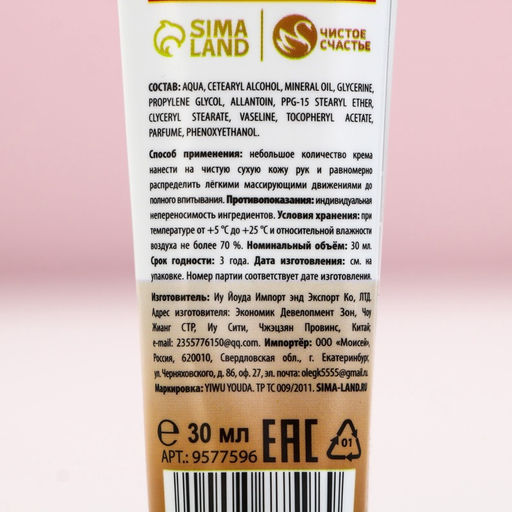 SIMA
LAND
ЧИСТОЕ
СЧАСТЬЕ
СОСТАВ: AQUA, CETEARYL ALCOHOL, MINERAL OIL, GLYCERINE,
PROPYLENE GLYCOL, ALLANTOIN, PPG-15 STEARYL ETHER,
GLYCERYL STEARATE, VASELINE, TOCOPHERYL ACETATE,
PARFUME, PHENOXYETHANOL.
Способ применения: небольшое количество крема
нанести на чистую сухую кожу рук и равномерно
распределить лёгкими массирующими движениями до
полного впитывания. Противопоказания: индивидуальная
непереносимость ингредиентов. Условия хранения: при
температуре от +5 °C до +25 °C и относительной влажности
воздуха не более 70 %. Номинальный объём: 30 мл.
Срок годности: 3 года. Дата изготовления: см. на
упаковке. Номер партии соответствует дате изготовления.
Изготовитель: Иу Йоуда Импорт энд Экспорт Ко, ЛТД.
Адрес изготовителя: Экономик Девелопмент Зон, Чоу
Жианг СТР, Иу Сити, Чжэцзян Провинс, Китай;
e-mail: 2355776150@qq.com. Импортёр: ООО «Моисей»,
Россия, 620010, Свердловская обл., г. Екатеринбург,
ул. Черняховского, д. 86, оф. 27, эл. почта: olegk5555@gmail.ru
Маркировка: YIWU YOUDA. ТР ТС 009/2011. SIMA-LAND.RU
℮ 30 мл EAC 01
АРТ.: 9577596